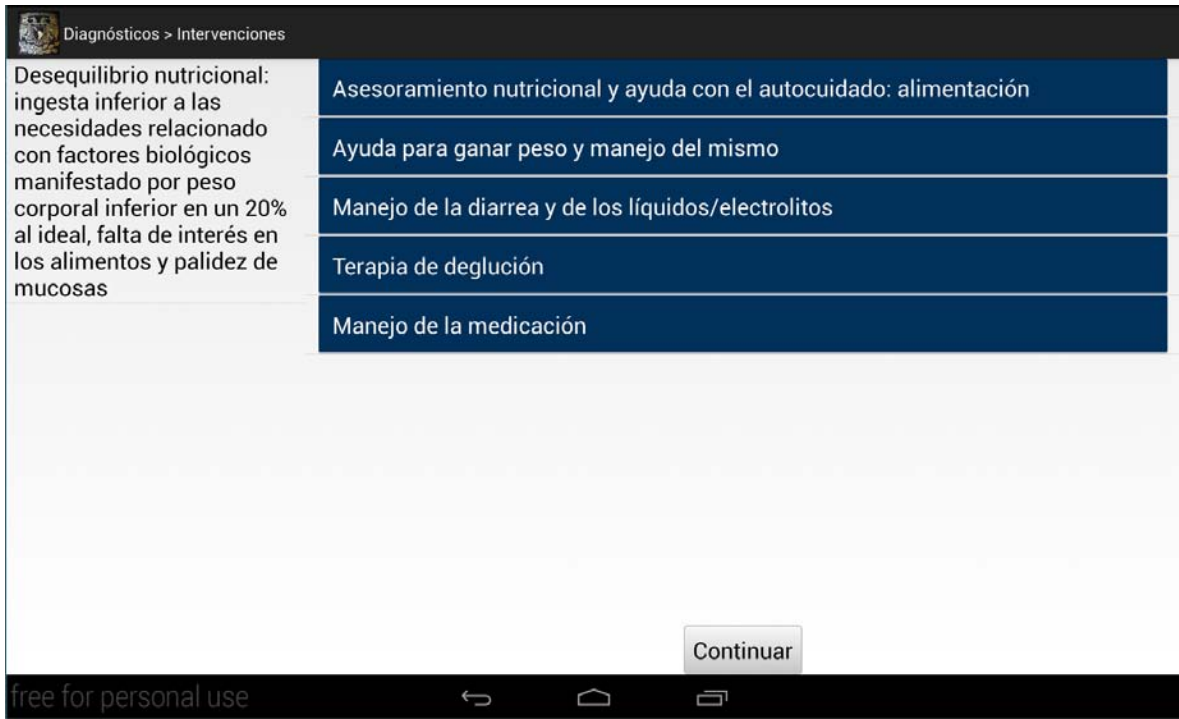 Diagnósticos > Intervenciones
Desequilibrio nutricional:
ingesta inferior a las
necesidades relacionado
con factores biológicos
manifestado por peso
corporal inferior en un 20%
al ideal, falta de interés en
los alimentos y palidez de
mucosas
Asesoramiento nutricional y ayuda con el autocuidado: alimentación
Ayuda para ganar peso y manejo del mismo
Manejo de la diarrea y de los líquidos/electrolitos
Terapia de deglución
Manejo de la medicación
Continuar
free for personal use